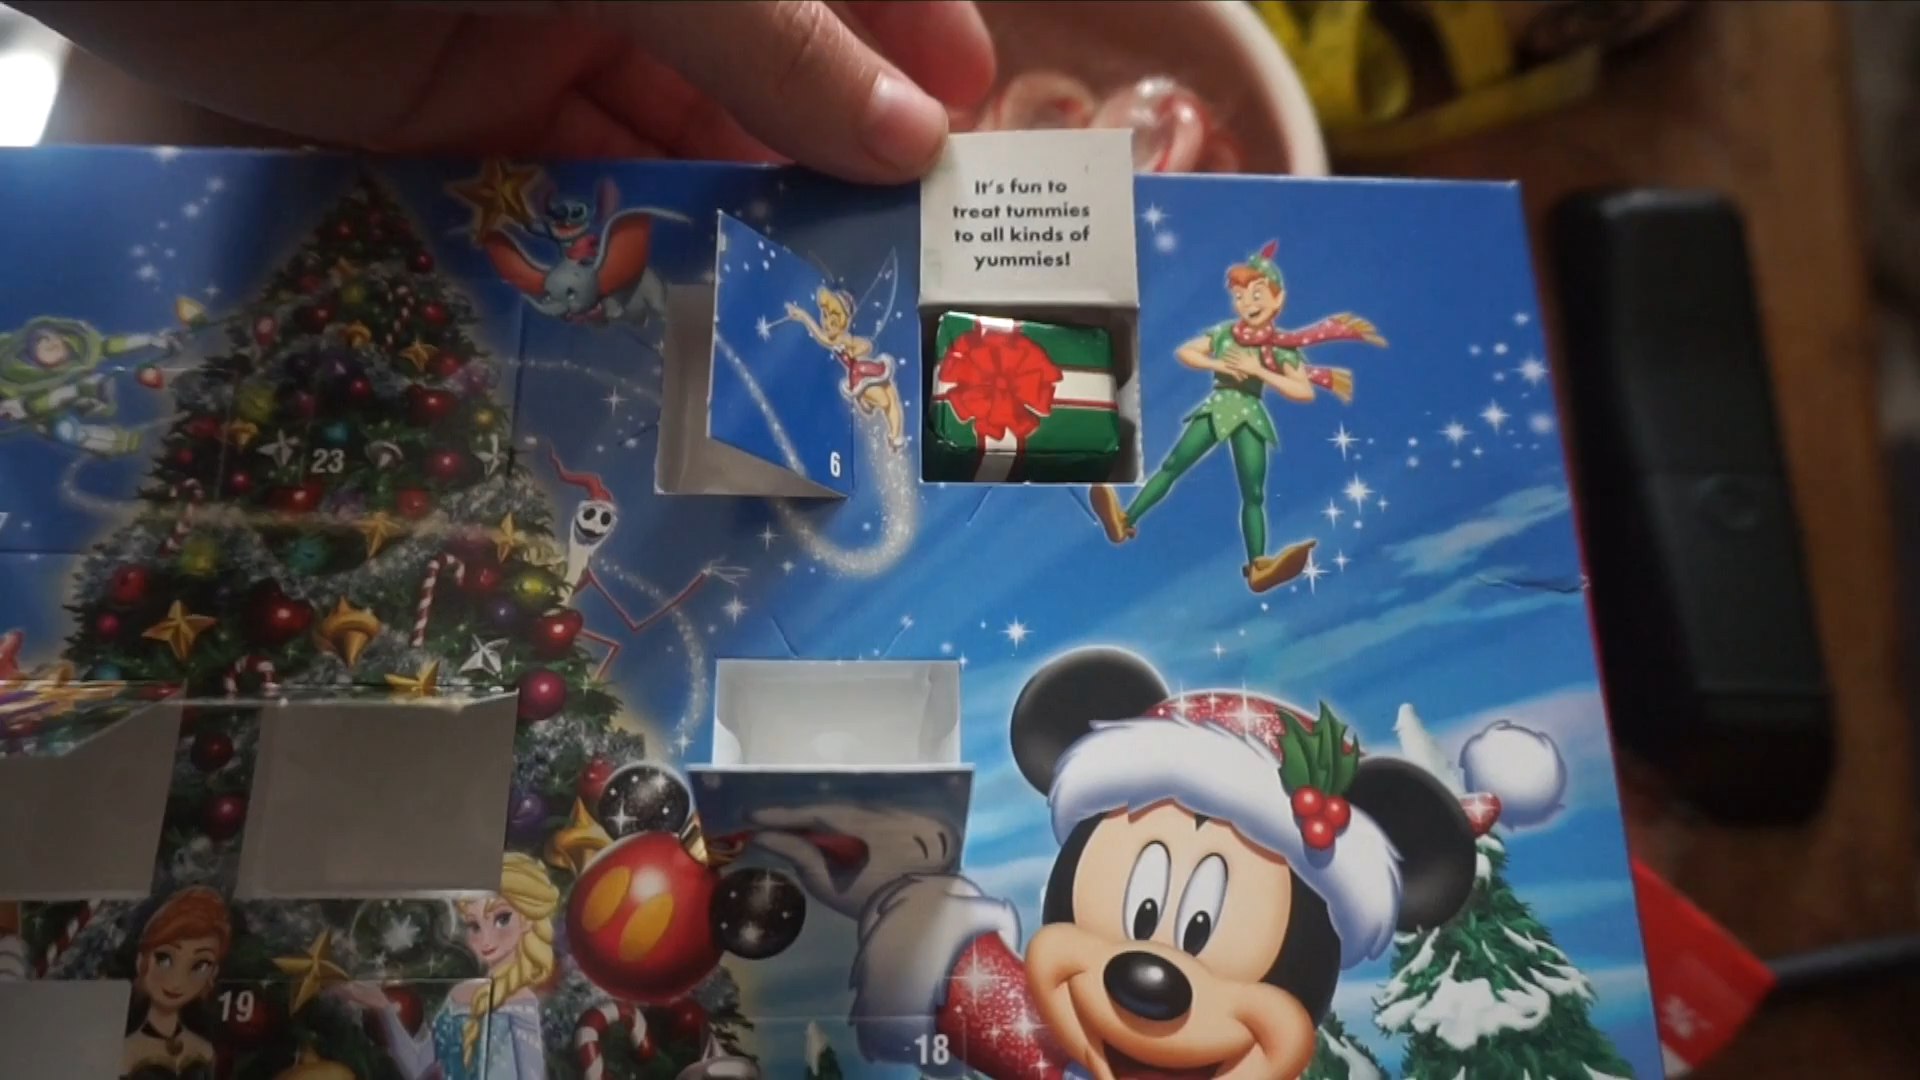 It's fun to
treat tummies
to all kinds of
yummies!
6
23
19
18